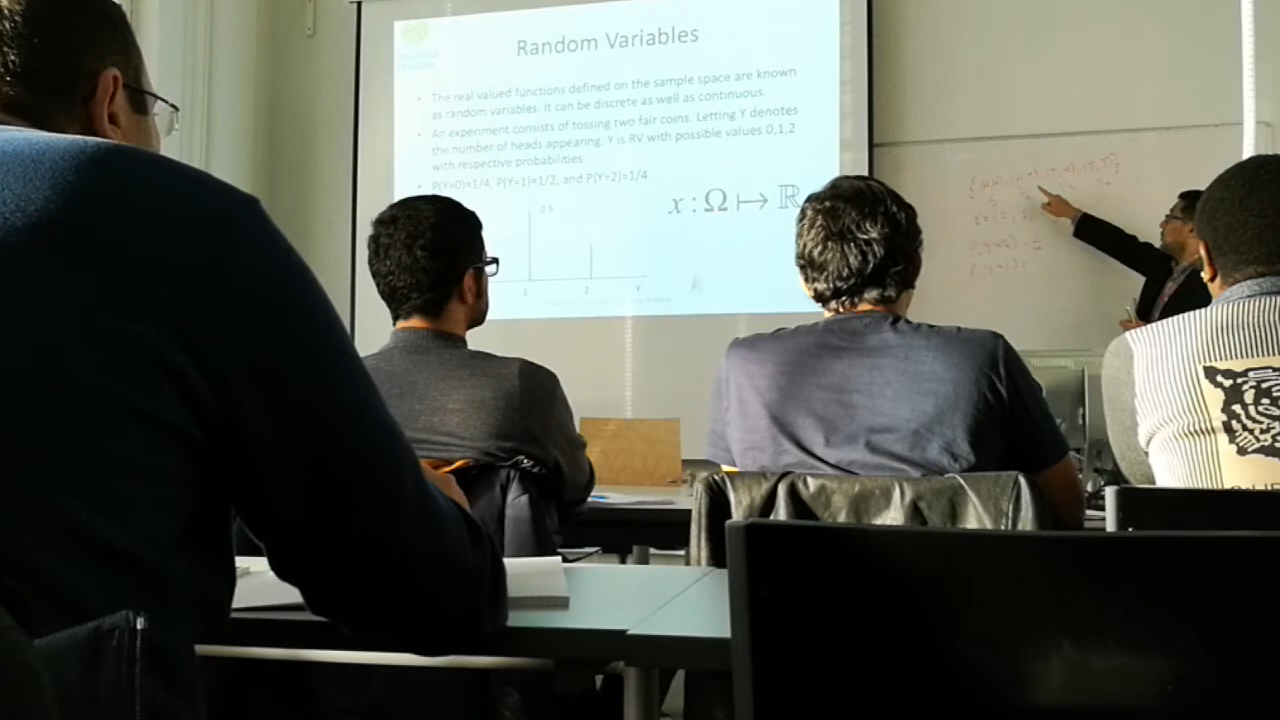 Random Variables
• The real valued functions defined on the sample space are known
as random variables. It can be discrete as well as continuous.
• An experiment consists of tossing two fair coins. Letting Y denotes
the number of heads appearing, Y is RV with possible values 0,1,2
with respective probabilities
• P(Y=0)=1/4, P(Y=1)=1/2, and P(Y=2)=1/4
x : Ω ↦ ℝ
0.5
1 2 Y